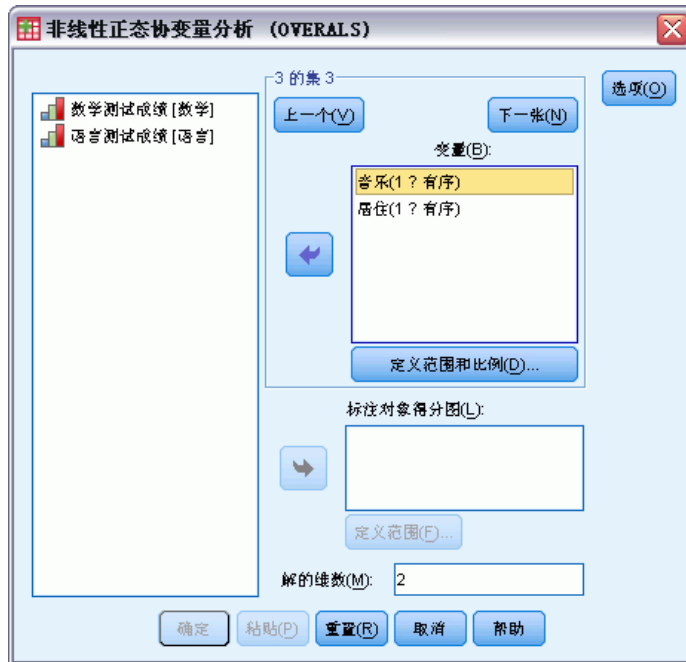 非线性正态协变量分析 (OVERALS)
数学测试成绩 [数学]
语言测试成绩 [语言]
3 的集 3
上一个(V)
下一张(N)
选项(O)
变量(B):
音乐(1 ? 有序)
居住(1 ? 有序)
定义范围和比例(D)...
标注对象得分图(L):
定义范围(F)...
解的维数(M):
2
确定
粘贴(P)
重置(R)
取消
帮助